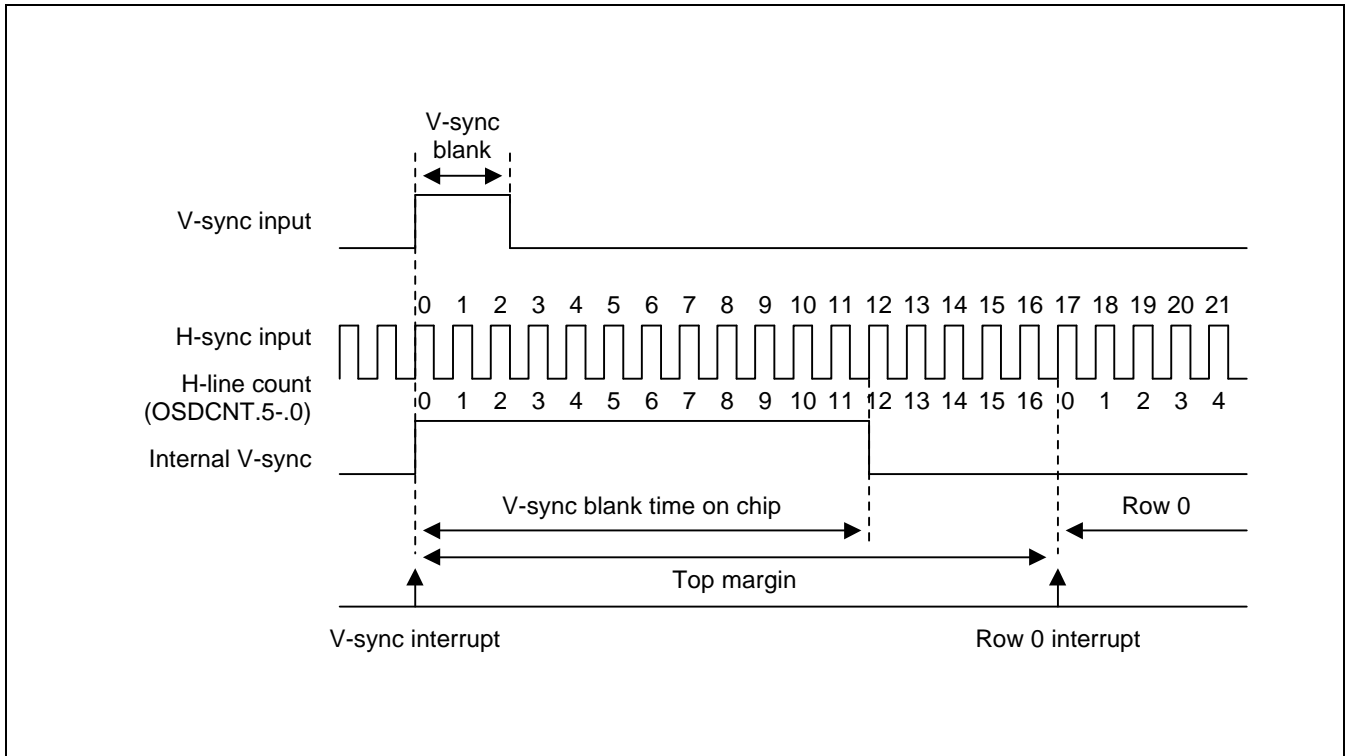 V-sync
blank
V-sync input
0 1 2 3 4 5 6 7 8 9 10 11 12 13 14 15 16 17 18 19 20 21
H-sync input
H-line count
(OSDCNT.5-.0)
0 1 2 3 4 5 6 7 8 9 10 11 12 13 14 15 16 0 1 2 3 4
Internal V-sync
V-sync blank time on chip
Row 0
Top margin
V-sync interrupt
Row 0 interrupt